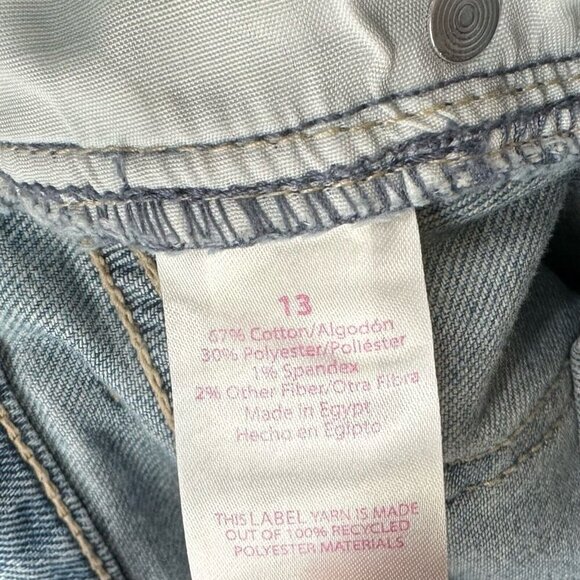 13
67% Cotton/Algodón
30% Polyester/Poliéster
1% Spandex
2% Other Fiber/Otra Fibra
Made in Egypt
Hecho en Egipto
THIS LABEL YARN IS MADE
OUT OF 100% RECYCLED
POLYESTER MATERIALS